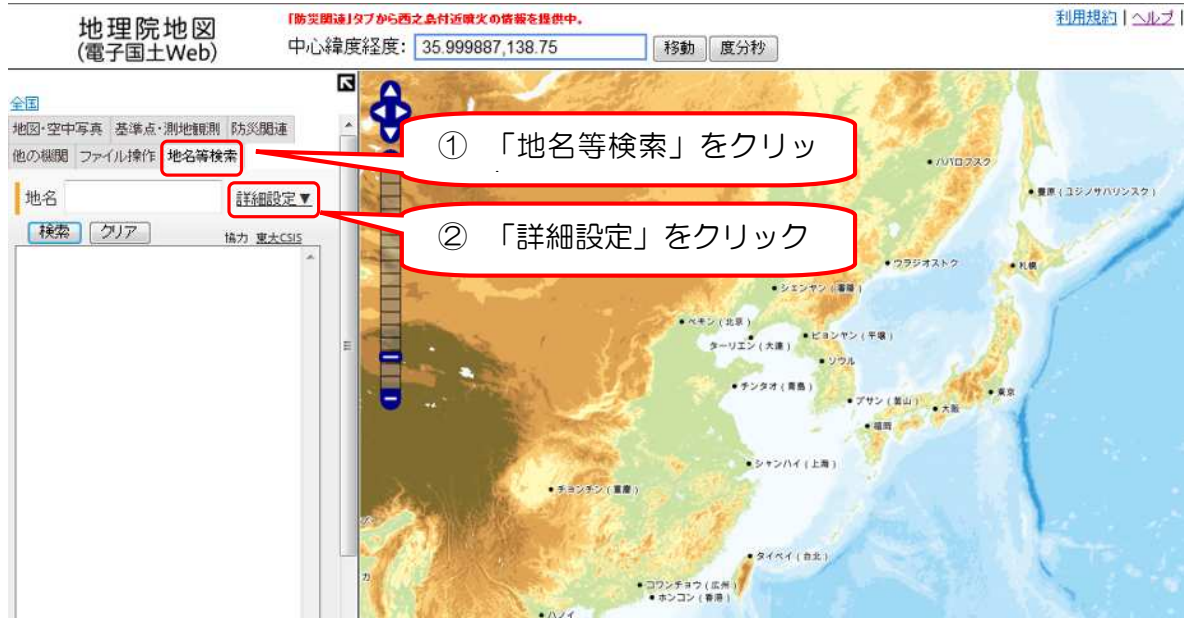 地理院地図
(電子国土Web)
「防災関連」タブから西之島付近噴火の情報を提供中。
中心緯度経度: 35.999887,138.75 移動 度分秒
利用規約 | ヘルプ |
全国
地図・空中写真 基準点・測地観測 防災関連
他の機関 ファイル操作 地名等検索
① 「地名等検索」をクリッ
地名 詳細設定▼
検索 クリア 協力 東大CSIS
② 「詳細設定」をクリック
ハバロフスク
豊原(ユジノサハリンスク)
ウラジオストク
札幌
シェンヤン(瀋陽)
ペキン(北京)
ターリエン(大連)
ピョンヤン(平壌)
ソウル
チンタオ(青島)
東京
プサン(釜山)
大阪
福岡
シャンハイ(上海)
チョンチン(重慶)
タイペイ(台北)
コワンチョウ(広州)
ホンコン(香港)
ハノイ
カ